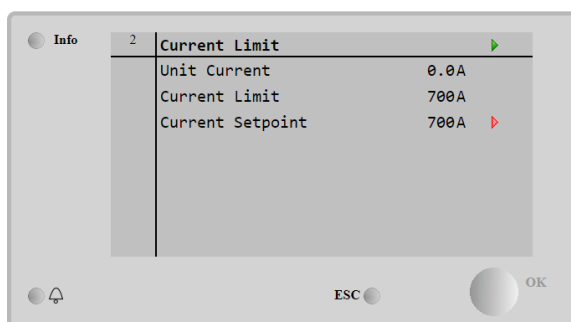 Info
2 Current Limit
Unit Current 0.0A
Current Limit 700A
Current Setpoint 700A
ESC
OK